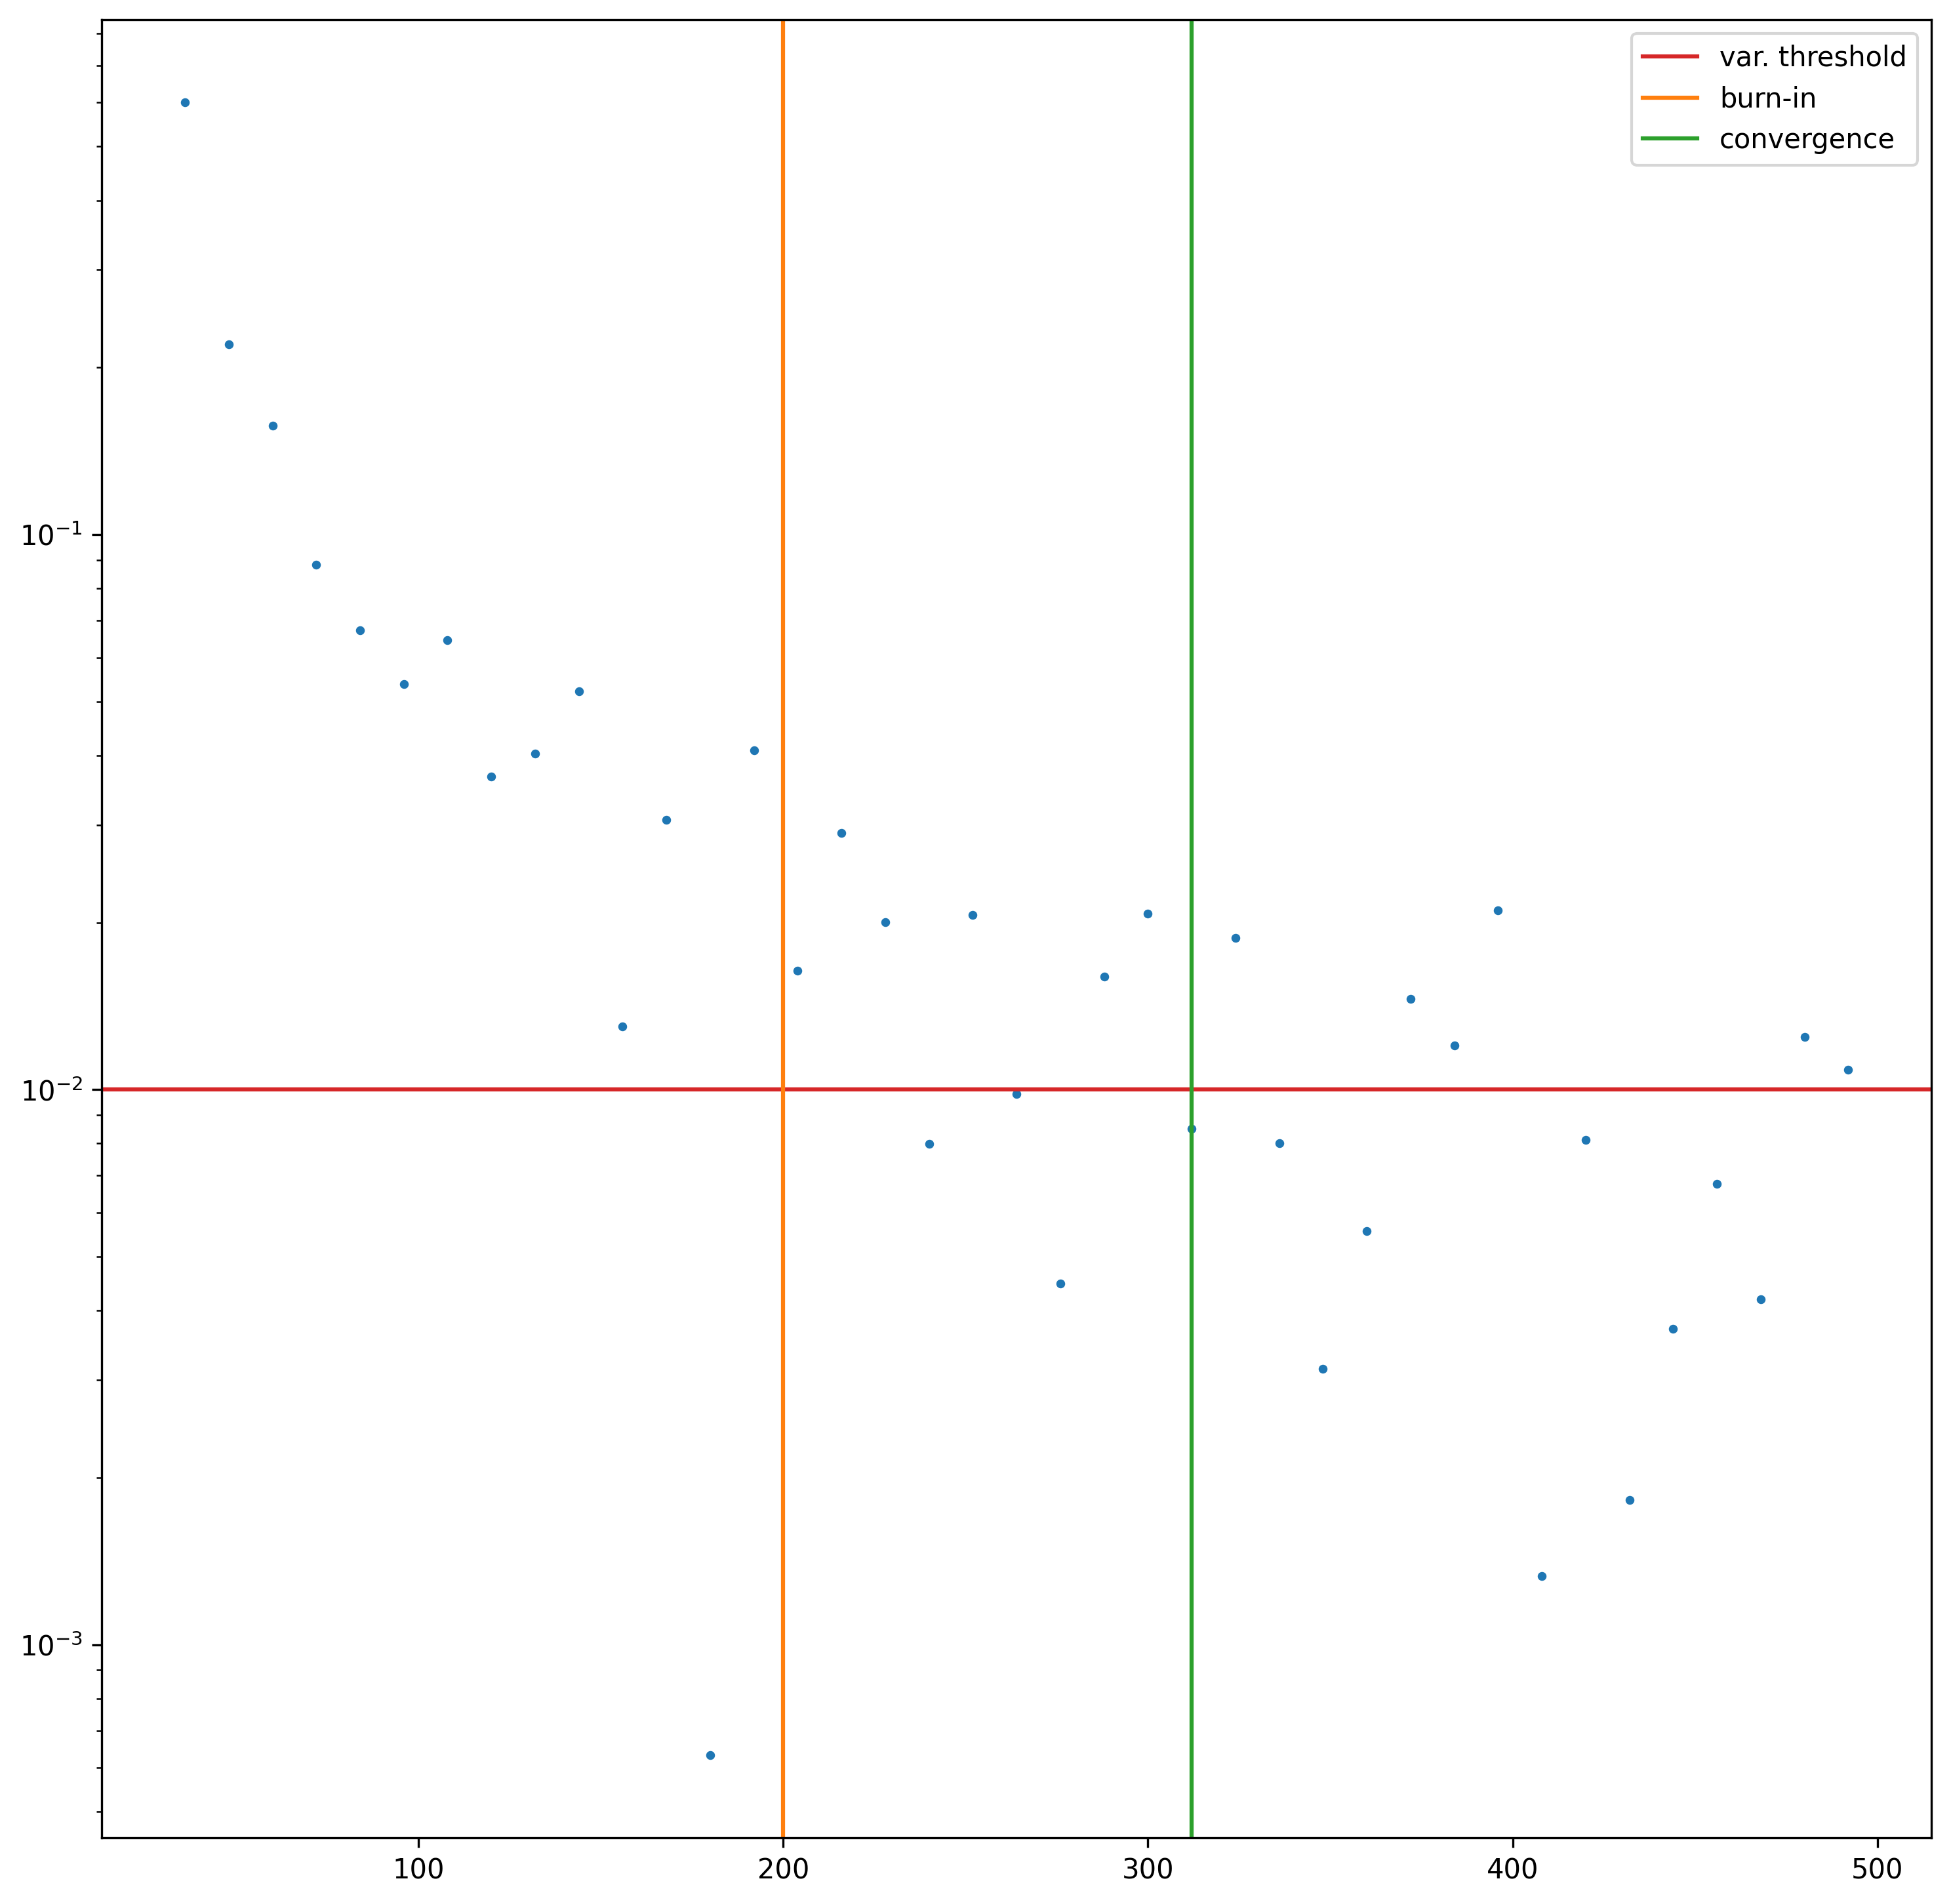 var. threshold
burn-in
convergence
10⁻¹
10⁻²
10⁻³
100 200 300 400 500